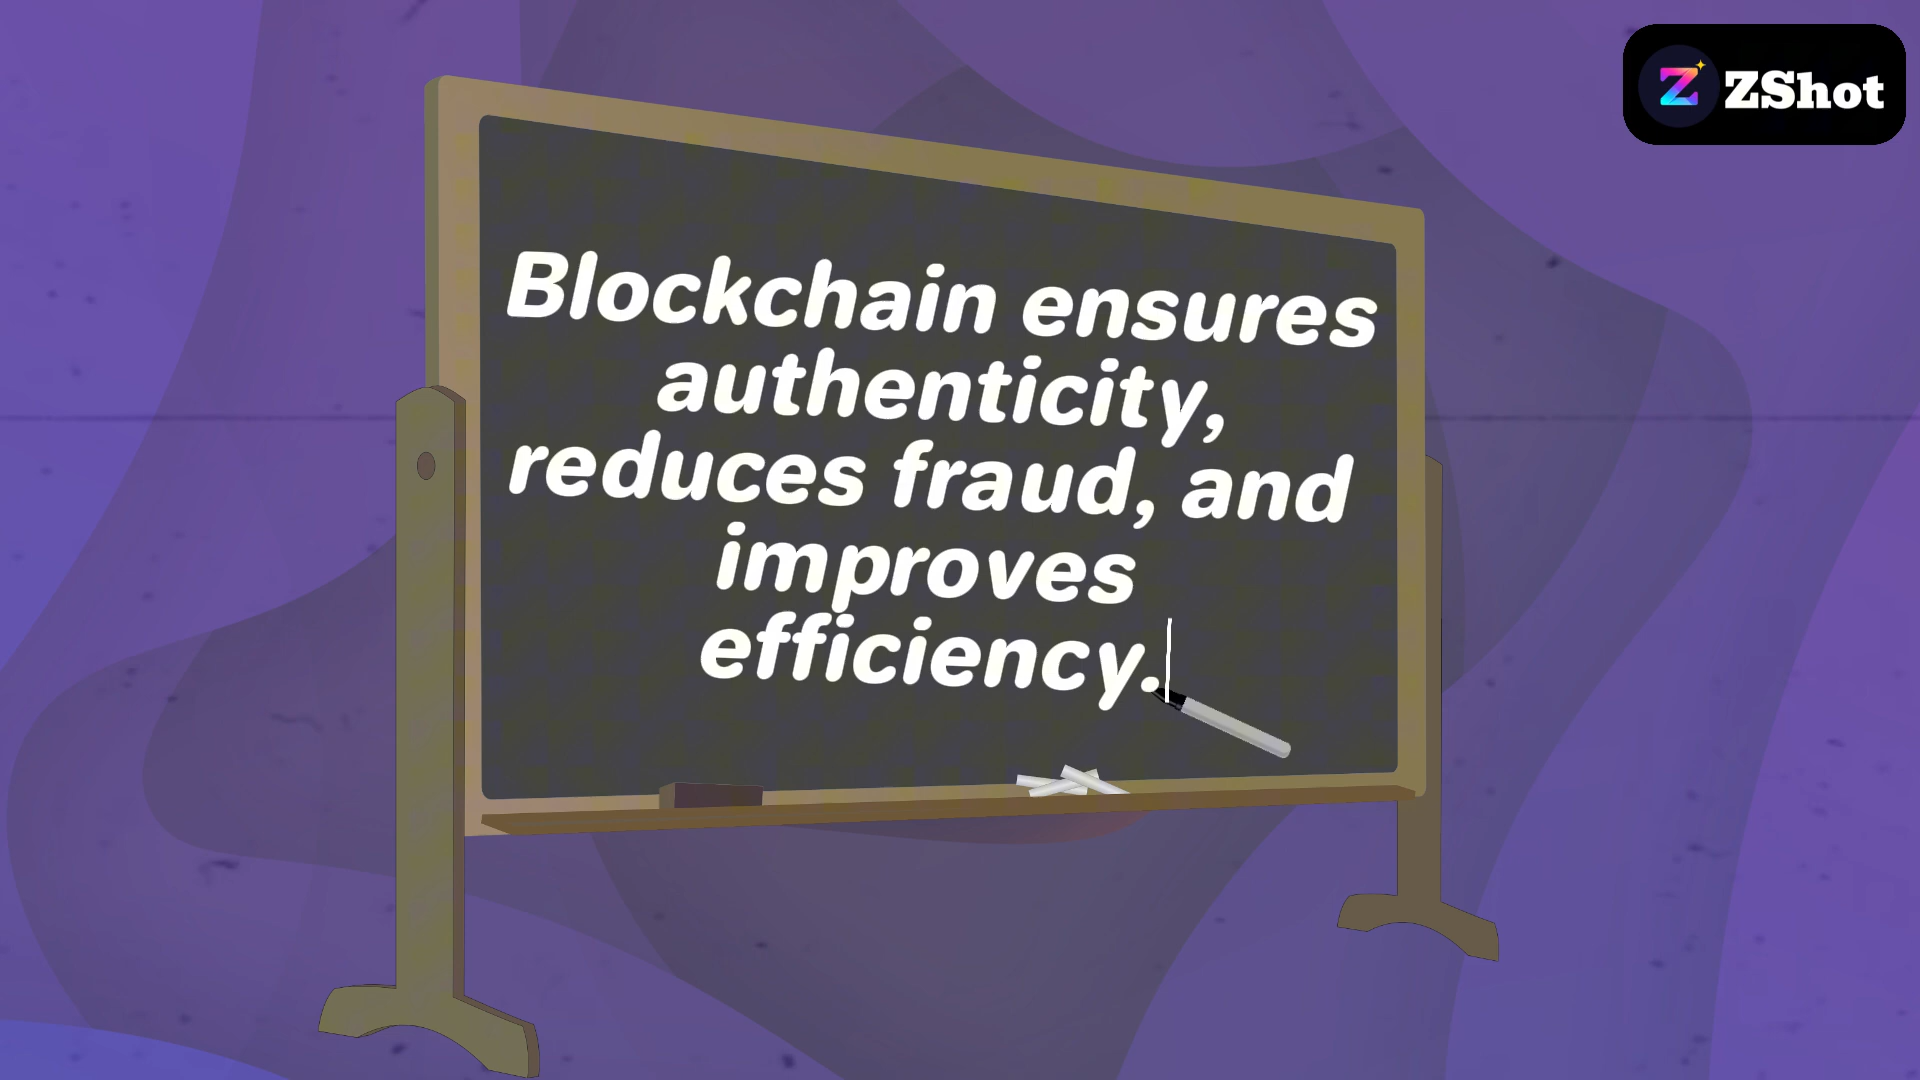 ZShot
Blockchain ensures
authenticity,
reduces fraud, and
improves
efficiency.